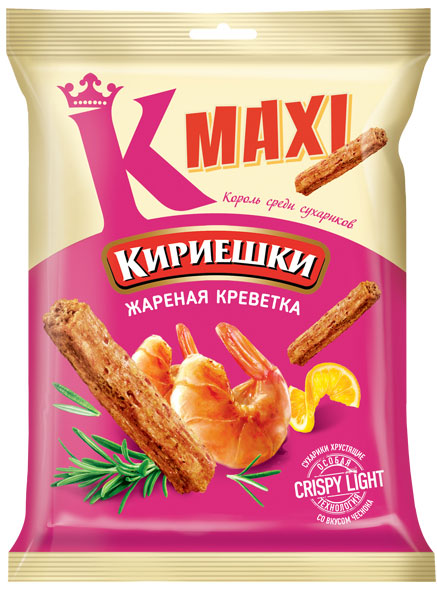 К MAXI
Король среди сухариков
КИРИЕШКИ
ЖАРЕНАЯ КРЕВЕТКА
СУХАРИКИ ХРУСТЯЩИЕ
ОСОБАЯ
CRISPY LIGHT
ТЕХНОЛОГИЯ
СО ВКУСОМ ЧЕСНОКА